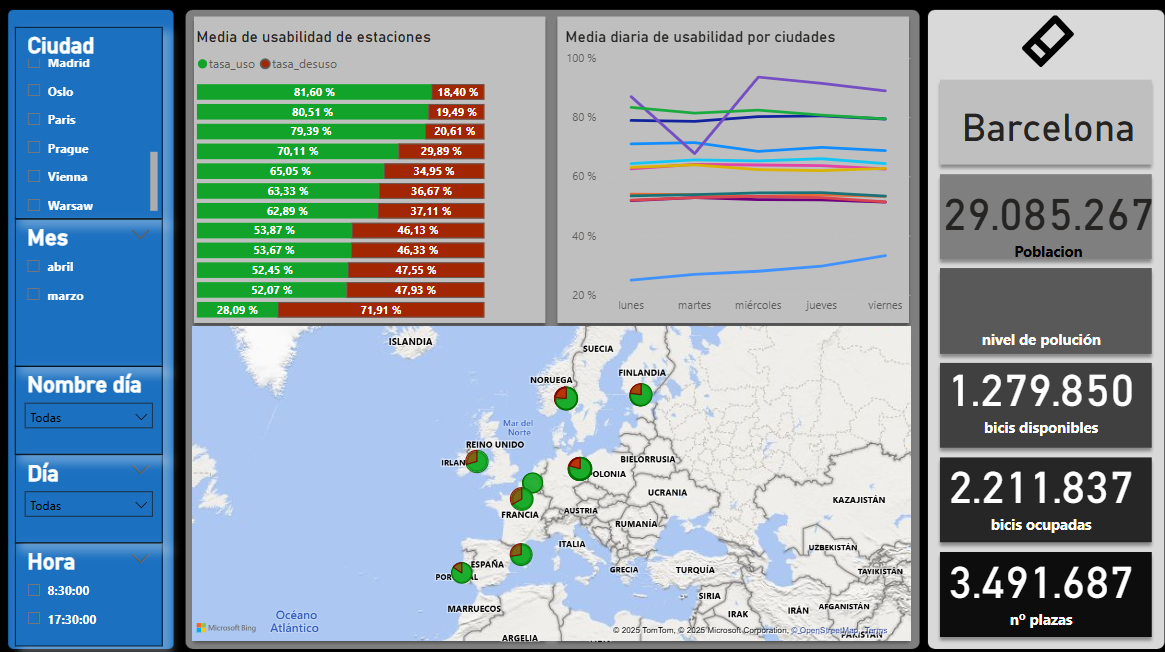 Ciudad
Madrid
Oslo
Paris
Prague
Vienna
Warsaw
Mes
abril
marzo
Nombre día
Todas
Día
Todas
Hora
8:30:00
17:30:00
Media de usabilidad de estaciones
tasa_uso tasa_desuso
81,60 % 18,40 %
80,51 % 19,49 %
79,39 % 20,61 %
70,11 % 29,89 %
65,05 % 34,95 %
63,33 % 36,67 %
62,89 % 37,11 %
53,87 % 46,13 %
53,67 % 46,33 %
52,45 % 47,55 %
52,07 % 47,93 %
28,09 % 71,91 %
Media diaria de usabilidad por ciudades
100 %
80 %
60 %
40 %
20 %
lunes martes miércoles jueves viernes
ISLANDIA
SUECIA
FINLANDIA
NORUEGA
Mar del
Norte
REINO UNIDO
IRLAN
BIELORRUSIA
POLONIA
UCRANIA
KAZAJISTÁN
FRANCIA
AUSTRIA
RUMANÍA
ITALIA
UZBEKISTÁN
ESPAÑA
GRECIA
TURQUÍA
TAYIKISTÁN
SIRIA
MARRUECOS
IRAK
IRÁN
AFGANISTÁN
Océano
Atlántico
Microsoft Bing
© 2025 TomTom, © 2025 Microsoft Corporation, © OpenStreetMap, Terms
PAKISTÁN
ARGELIA
Barcelona
29.085.267
Poblacion
nivel de polución
1.279.850
bicis disponibles
2.211.837
bicis ocupadas
3.491.687
nº plazas